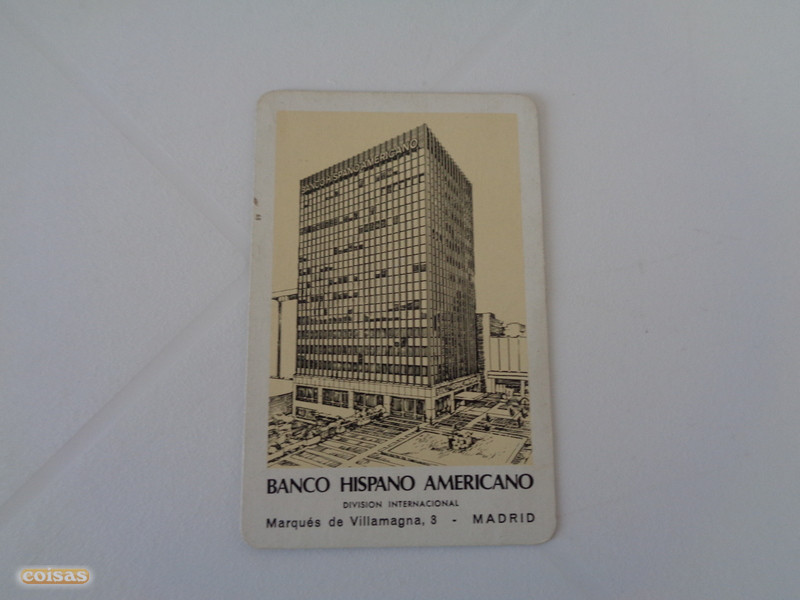 BANCO HISPANO AMERICANO
BANCO HISPANO AMERICANO
DIVISION INTERNACIONAL
Marqués de Villamagna, 3 - MADRID
coisas